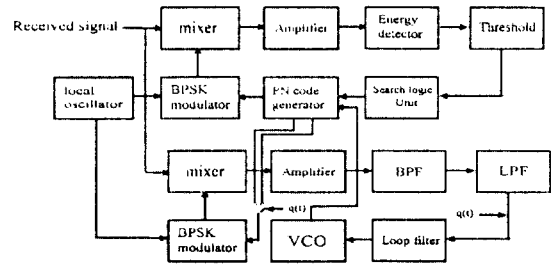 Received signal
mixer
Amplifier
Energy
detector
Threshold
local
oscillator
BPSK
modulator
PN code
generator
Search logic
Unit
mixer
Amplifier
BPF
LPF
q(t)
q(t)
BPSK
modulator
VCO
Loop filter